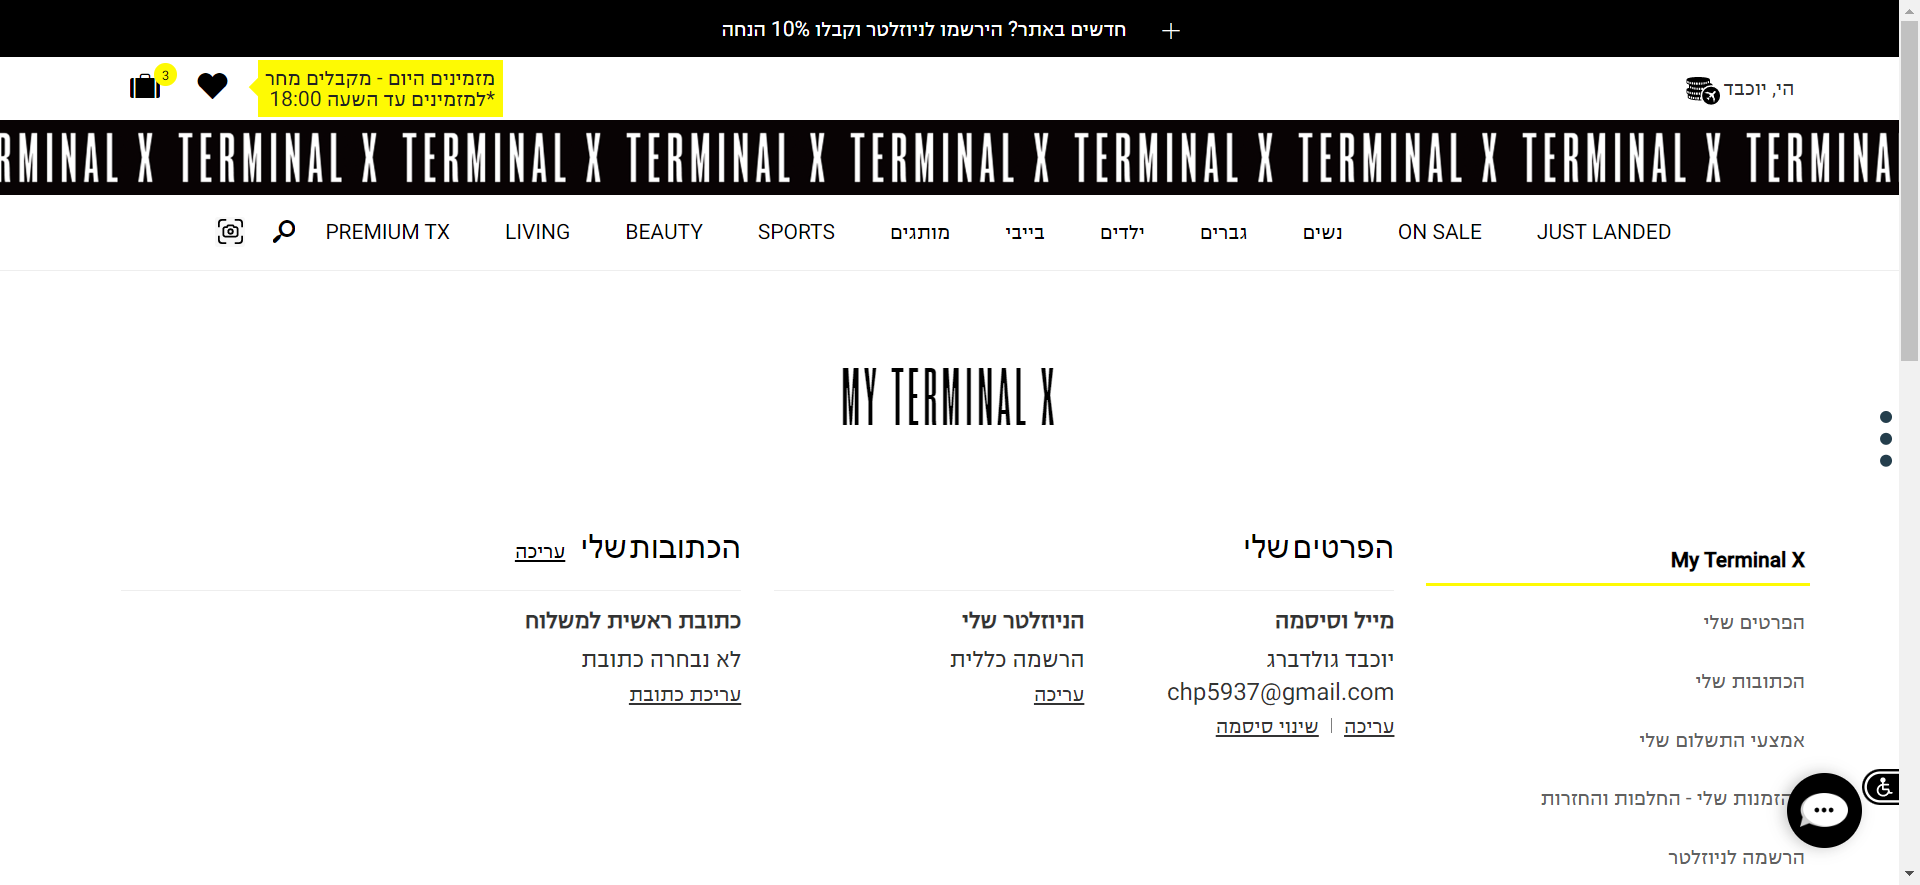 חדשים באתר? הירשמו לניוזלטר וקבלו 10% הנחה
הי, יוכבד
מזמינים היום - מקבלים מחר
*למזמינים עד השעה 18:00
3
RMINAL X TERMINAL X TERMINAL X TERMINAL X TERMINAL X TERMINAL X TERMINAL X TERMINAL X TERMINA
JUST LANDED
ON SALE
נשים
גברים
ילדים
בייבי
מותגים
SPORTS
BEAUTY
LIVING
PREMIUM TX
MY TERMINAL X
My Terminal X
הפרטים שלי
הכתובות שלי
אמצעי התשלום שלי
הזמנות שלי - החלפות והחזרות
הרשמה לניוזלטר
הפרטים שלי
מייל וסיסמה
יוכבד גולדברג
chp5937@gmail.com
עריכה | שינוי סיסמה
הניוזלטר שלי
הרשמה כללית
עריכה
הכתובות שלי עריכה
כתובת ראשית למשלוח
לא נבחרה כתובת
עריכת כתובת